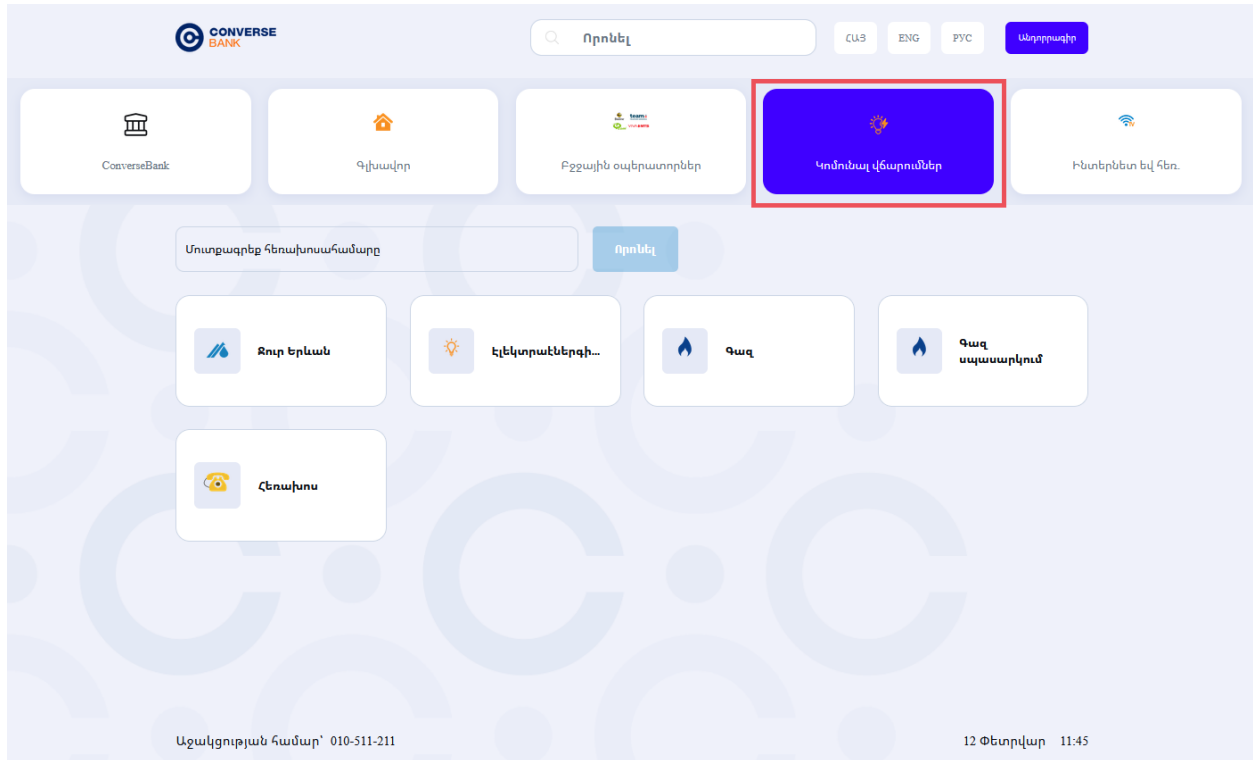 CONVERSE
BANK
Որոնել
ՀԱՅ
ENG
РУС
Անդորրագիր
ConverseBank
Գլխավոր
team
Բջջային օպերատորներ
Կոմունալ վճարումներ
Ինտերնետ եվ հեռ.
Մուտքագրեք հեռախոսահամարը
Որոնել
Ջուր Երևան
Էլեկտրաէներգի...
Գազ
Գազ
սպասարկում
Հեռախոս
Աջակցության համար՝ 010-511-211
12 Փետրվար 11:45